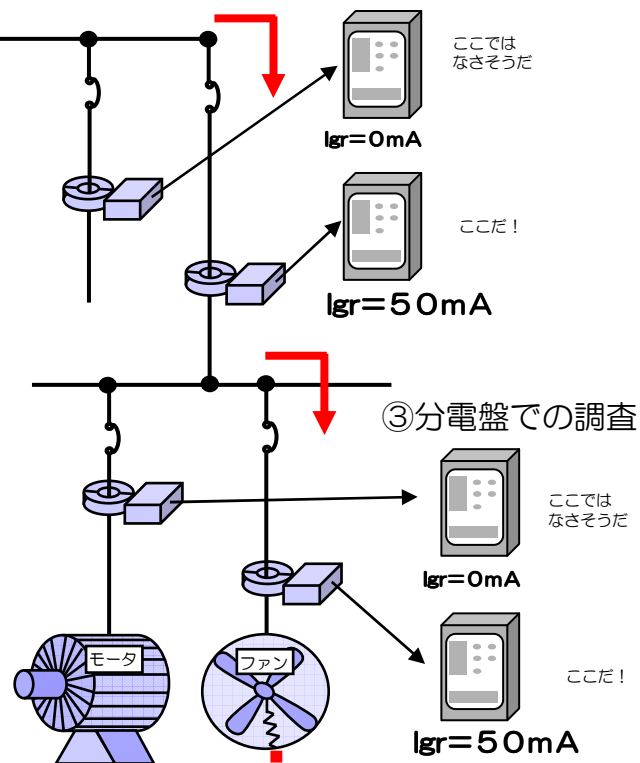 ここでは
なさそうだ
Igr=0mA
ここだ！
Igr=50mA
③分電盤での調査
ここでは
なさそうだ
Igr=0mA
モータ
ファン
ここだ！
Igr=50mA